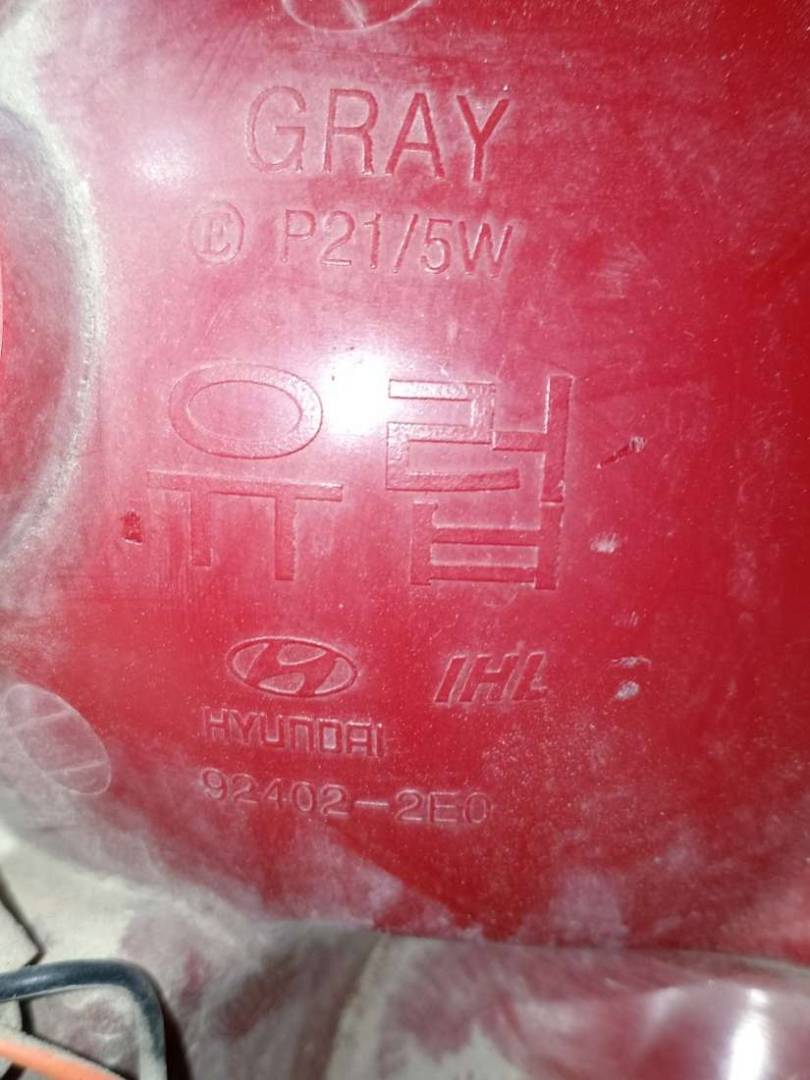 GRAY
Ⓔ P21/5W
유럽
IHL
HYUNDAI
92402-2E0